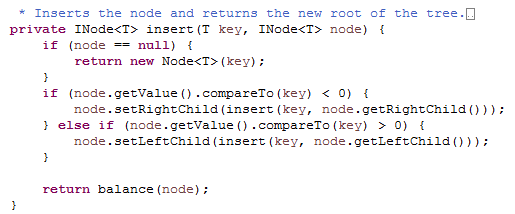 * Inserts the node and returns the new root of the tree.
private INode<T> insert(T key, INode<T> node) {
    if (node == null) {
        return new Node<T>(key);
    }
    if (node.getValue().compareTo(key) < 0) {
        node.setRightChild(insert(key, node.getRightChild()));
    } else if (node.getValue().compareTo(key) > 0) {
        node.setLeftChild(insert(key, node.getLeftChild()));
    }

    return balance(node);
}